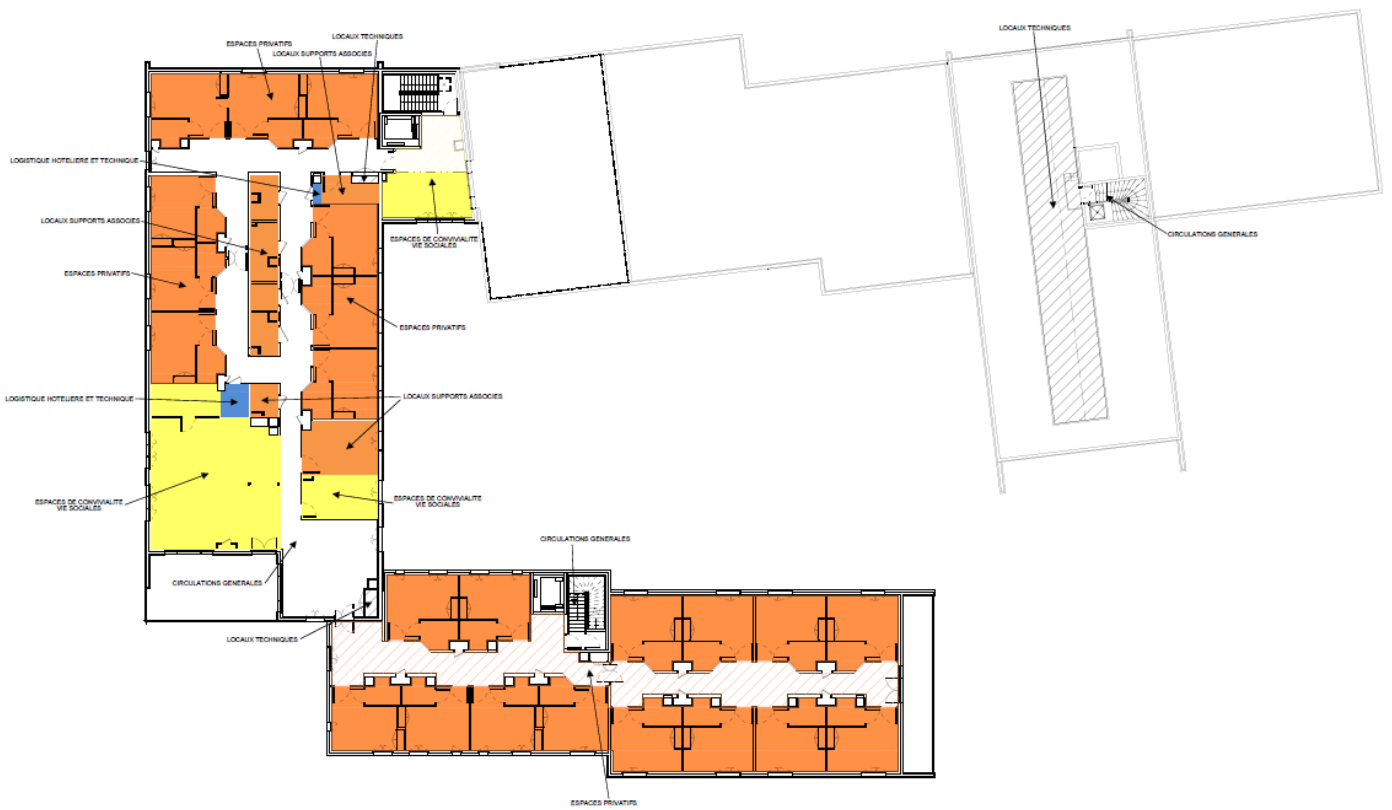 LOCAUX TECHNIQUES
LOCAUX TECHNIQUES
ESPACES PRIVATIFS
LOCAUX SUPPORTS ASSOCIES
LOGISTIQUE HOTELIERE ET TECHNIQUE
LOCAUX SUPPORTS ASSOCIES
CIRCULATIONS GENERALES
ESPACES DE CONVIVIALITE
VIE SOCIALES
ESPACES PRIVATIFS
ESPACES PRIVATIFS
LOGISTIQUE HOTELIERE ET TECHNIQUE
LOCAUX SUPPORTS ASSOCIES
ESPACES DE CONVIVIALITE
VIE SOCIALES
ESPACES DE CONVIVIALITE
VIE SOCIALES
CIRCULATIONS GENERALES
CIRCULATIONS GENERALES
LOCAUX TECHNIQUES
ESPACES PRIVATIFS